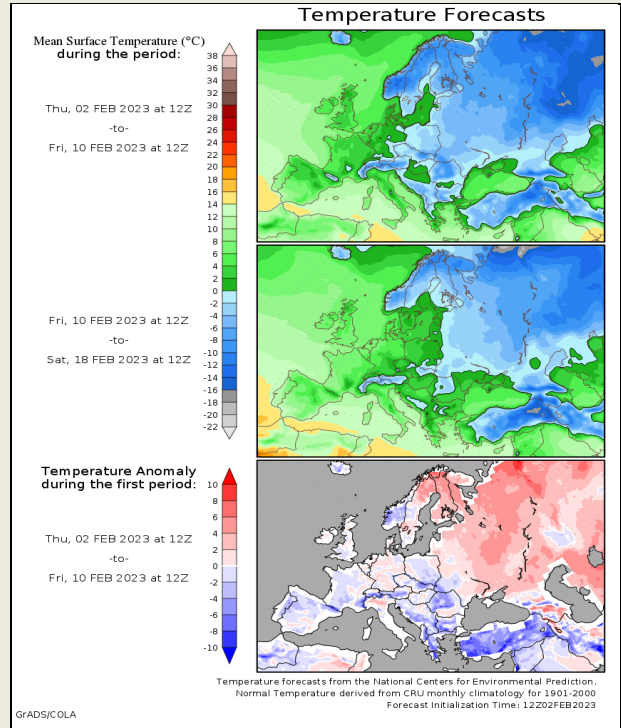 Temperature Forecasts
Mean Surface Temperature (°C)
during the period:
Thu, 02 FEB 2023 at 12Z
-to-
Fri, 10 FEB 2023 at 12Z
38
36
34
32
30
28
26
24
22
20
18
16
14
12
10
8
6
4
2
0
-2
-4
-6
-8
-10
-12
-14
-16
-18
-20
-22
Fri, 10 FEB 2023 at 12Z
-to-
Sat, 18 FEB 2023 at 12Z
Temperature Anomaly
during the first period:
Thu, 02 FEB 2023 at 12Z
-to-
Fri, 10 FEB 2023 at 12Z
10
8
6
4
2
0
-2
-4
-6
-8
-10
Temperature forecasts from the National Centers for Environmental Prediction.
Normal Temperature derived from CRU monthly climatology for 1901-2000
Forecast Initialization Time: 12Z02FEB2023
GrADS/COLA